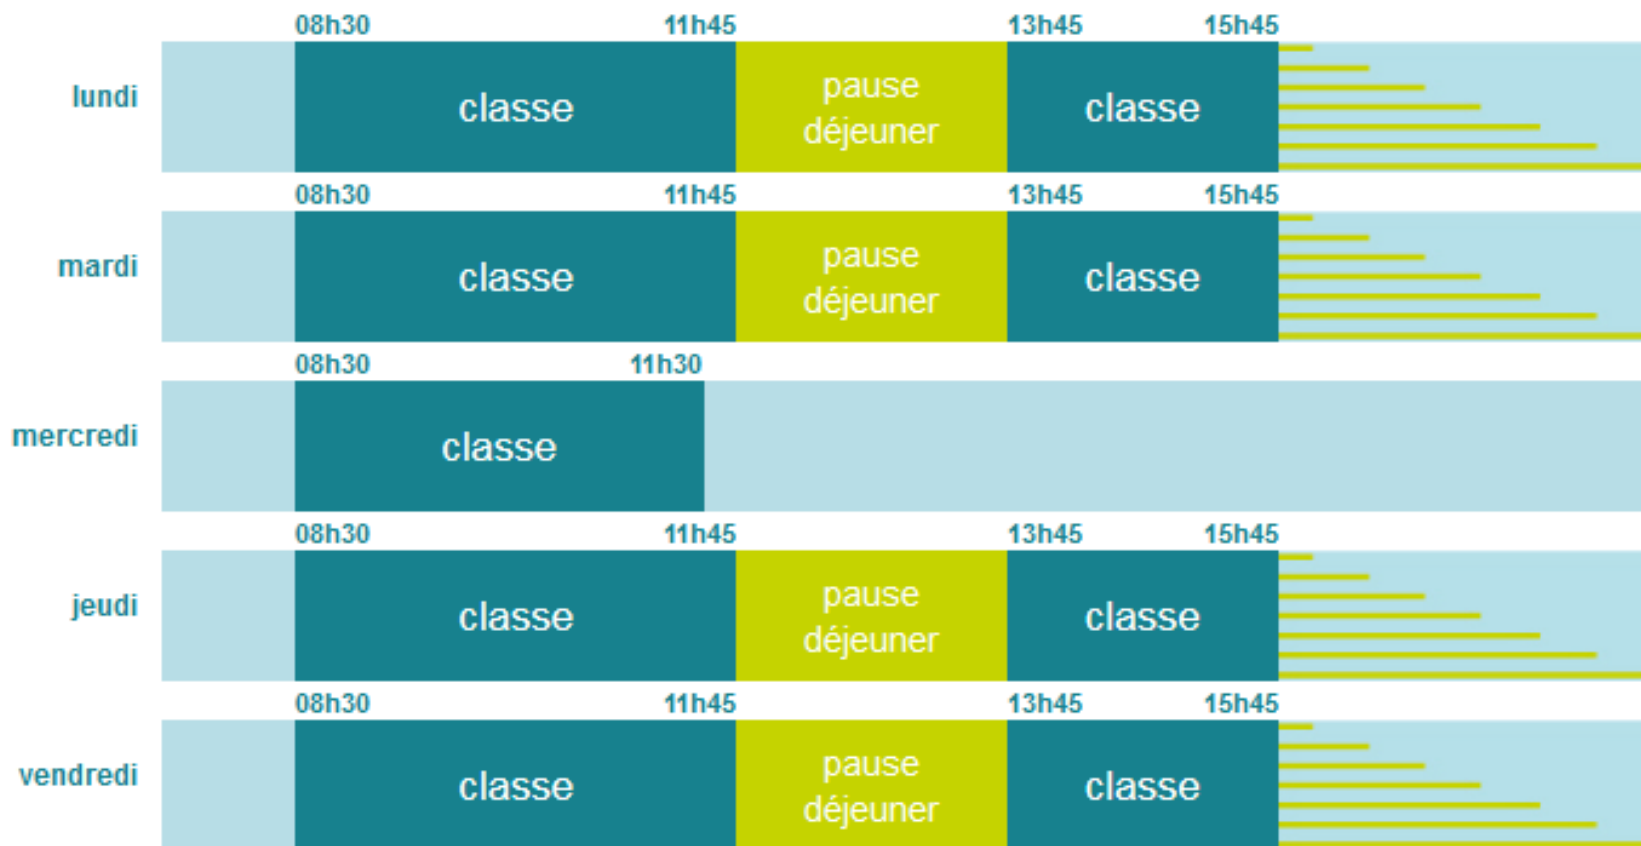 08h30 11h45 13h45 15h45
lundi classe pause déjeuner classe
08h30 11h45 13h45 15h45
mardi classe pause déjeuner classe
08h30 11h30
mercredi classe
08h30 11h45 13h45 15h45
jeudi classe pause déjeuner classe
08h30 11h45 13h45 15h45
vendredi classe pause déjeuner classe